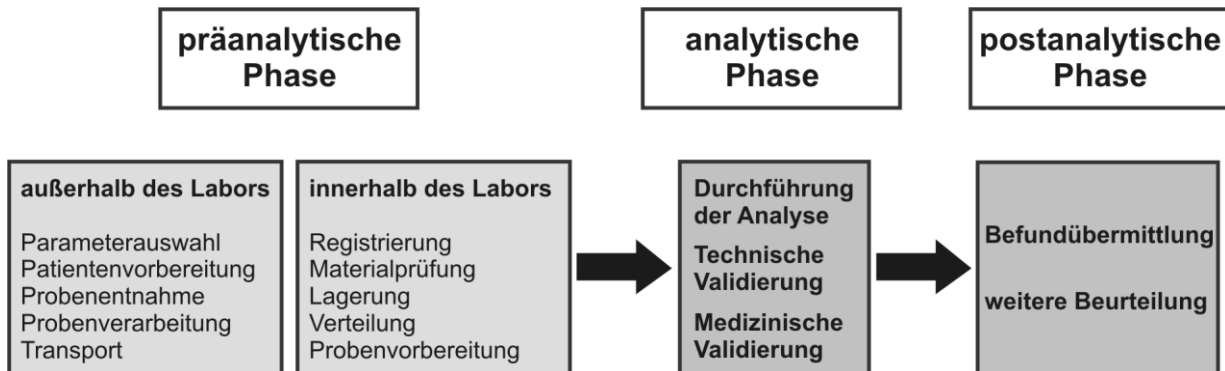 präanalytische
Phase
analytische
Phase
postanalytische
Phase
außerhalb des Labors
Parameterauswahl
Patientenvorbereitung
Probenentnahme
Probenverarbeitung
Transport
innerhalb des Labors
Registrierung
Materialprüfung
Lagerung
Verteilung
Probenvorbereitung
Durchführung
der Analyse
Technische
Validierung
Medizinische
Validierung
Befundübermittlung
weitere Beurteilung